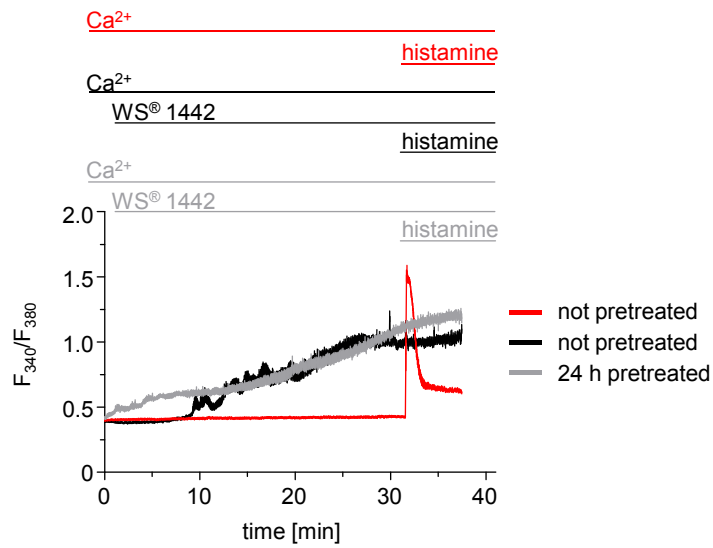 Ca²⁺
histamine
Ca²⁺
WS® 1442
histamine
Ca²⁺
WS® 1442
histamine
2.0
1.5
1.0
0.5
0
F₃₄₀/F₃₈₀
0 10 20 30 40
time [min]
not pretreated
not pretreated
24 h pretreated